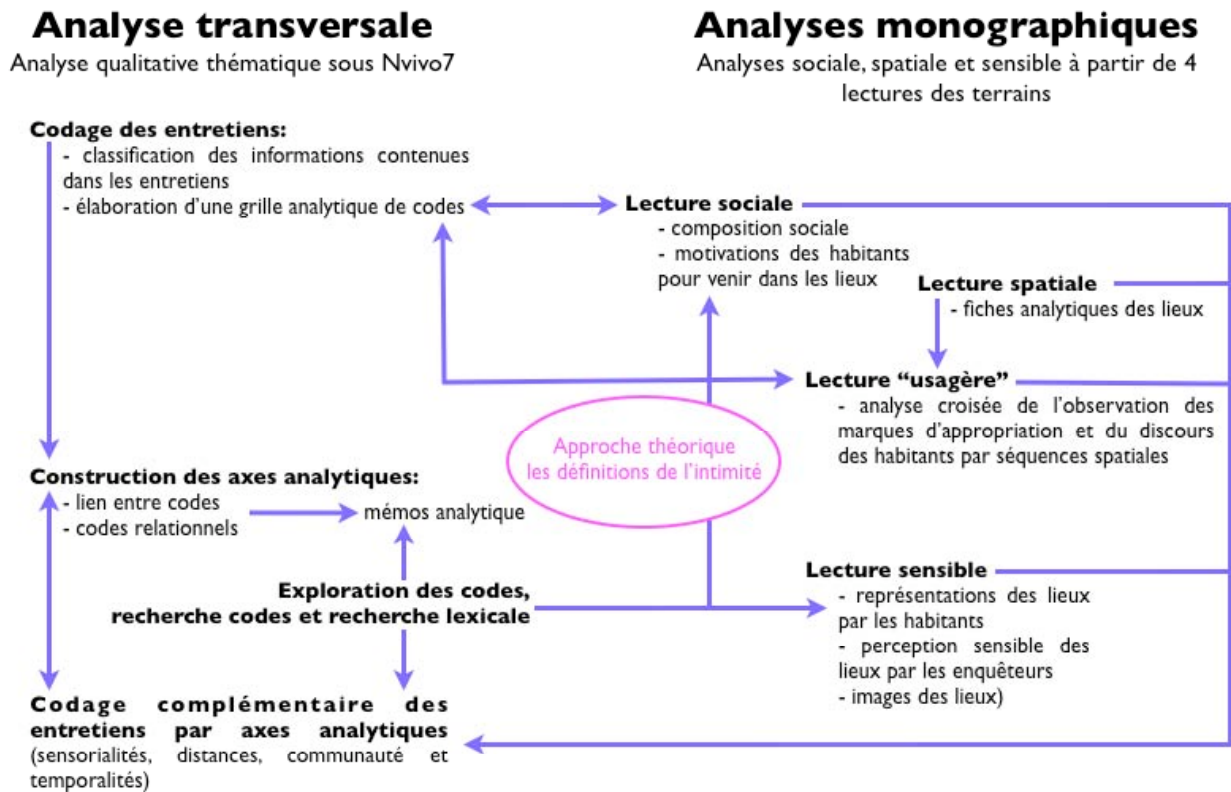 Analyse transversale
Analyse qualitative thématique sous Nvivo7
Codage des entretiens:
- classification des informations contenues
dans les entretiens
- élaboration d'une grille analytique de codes
Construction des axes analytiques:
- lien entre codes
- codes relationnels
mémos analytique
Exploration des codes,
recherche codes et recherche lexicale
Codage complémentaire des
entretiens par axes analytiques
(sensorialités, distances, communauté et
temporalités)
Approche théorique
les définitions de l'intimité
Analyses monographiques
Analyses sociale, spatiale et sensible à partir de 4
lectures des terrains
Lecture sociale
- composition sociale
- motivations des habitants
pour venir dans les lieux
Lecture spatiale
- fiches analytiques des lieux
Lecture “usagère”
- analyse croisée de l'observation des
marques d'appropriation et du discours
des habitants par séquences spatiales
Lecture sensible
- représentations des lieux
par les habitants
- perception sensible des
lieux par les enquêteurs
- images des lieux)